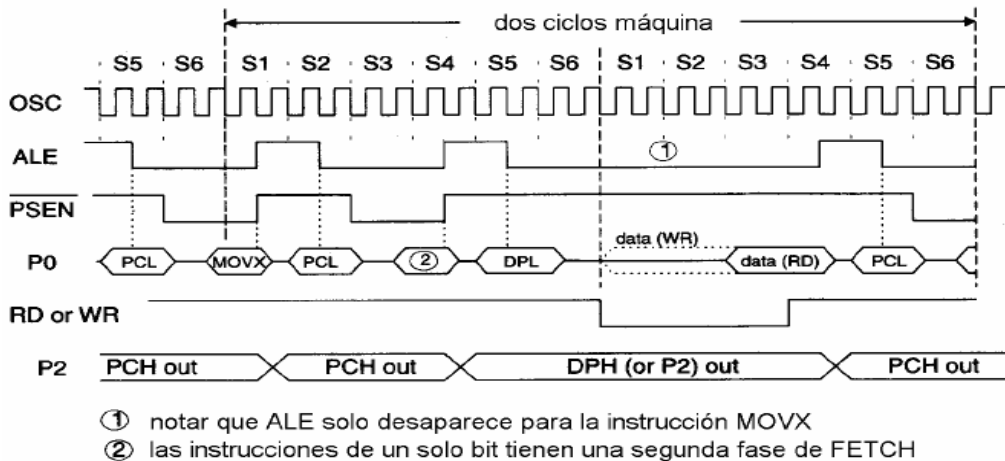 dos ciclos máquina
S5 S6 S1 S2 S3 S4 S5 S6 S1 S2 S3 S4 S5 S6
OSC
ALE
①
PSEN
P0 PCL MOVX PCL ② DPL data (WR) data (RD) PCL
RD or WR
P2 PCH out PCH out DPH (or P2) out PCH out
① notar que ALE solo desaparece para la instrucción MOVX
② las instrucciones de un solo bit tienen una segunda fase de FETCH